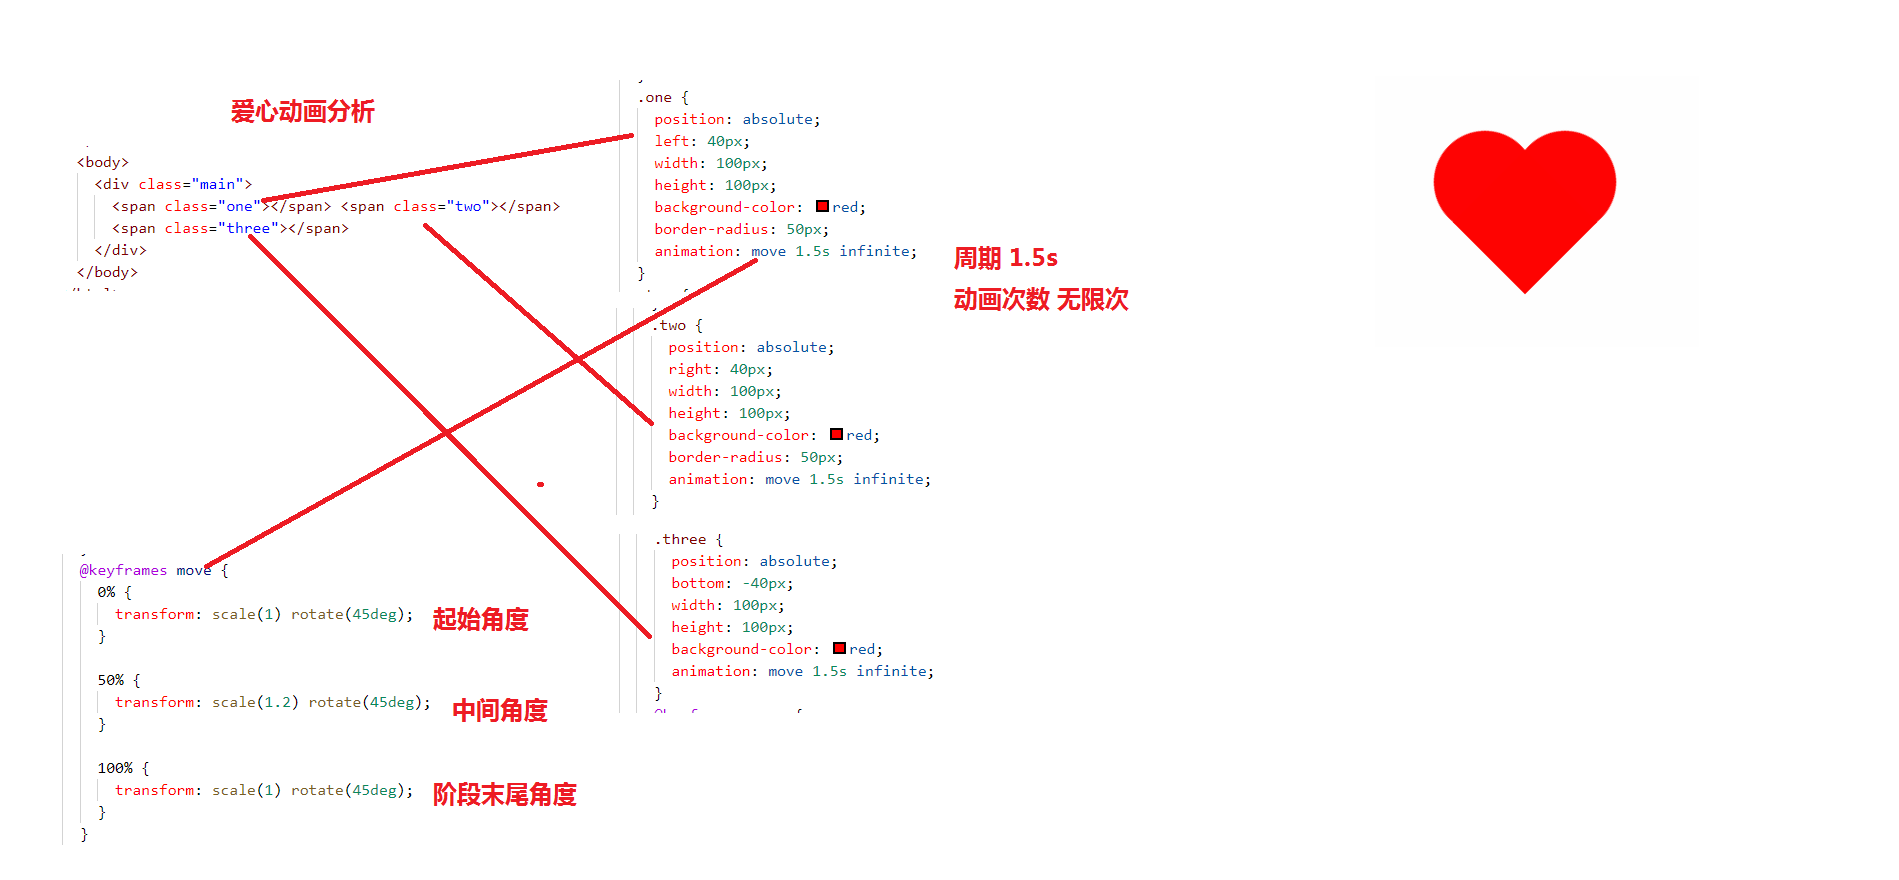 爱心动画分析
<body>
<div class="main">
<span class="one"></span> <span class="two"></span>
<span class="three"></span>
</div>
</body>
.one {
position: absolute;
left: 40px;
width: 100px;
height: 100px;
background-color: red;
border-radius: 50px;
animation: move 1.5s infinite;
}
周期 1.5s
动画次数 无限次
.two {
position: absolute;
right: 40px;
width: 100px;
height: 100px;
background-color: red;
border-radius: 50px;
animation: move 1.5s infinite;
}
.three {
position: absolute;
bottom: -40px;
width: 100px;
height: 100px;
background-color: red;
animation: move 1.5s infinite;
}
@keyframes move {
0% {
transform: scale(1) rotate(45deg);
}
起始角度
50% {
transform: scale(1.2) rotate(45deg);
}
中间角度
100% {
transform: scale(1) rotate(45deg);
}
阶段末尾角度
}